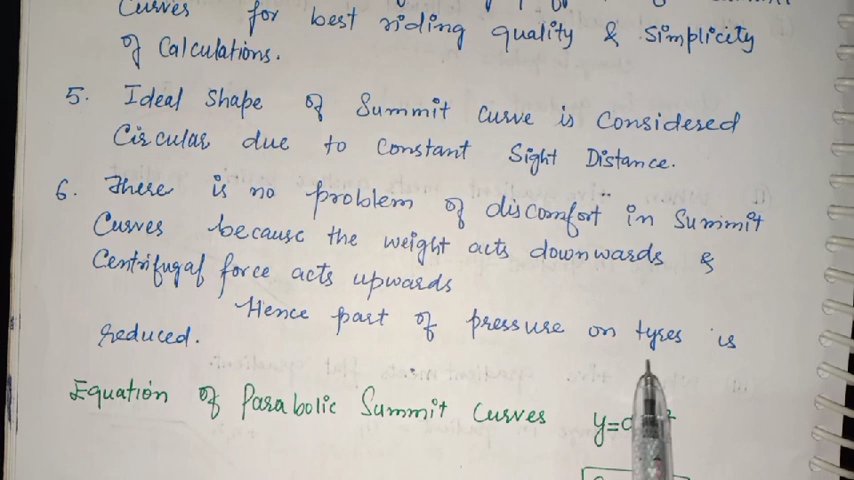 Curves for best riding quality & Simplicity
of Calculations.
5. Ideal Shape of Summit Curve is Considered
Circular due to Constant Sight Distance.
6. There is no problem of discomfort in Summit
Curves because the weight acts downwards &
Centrifugal force acts upwards
Hence part of pressure on tyres is
reduced.
Equation of Parabolic Summit Curves y=